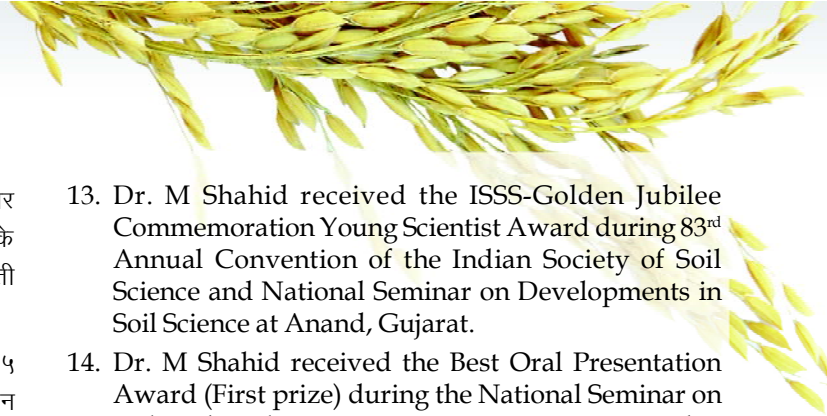 13. Dr. M Shahid received the ISSS-Golden Jubilee
Commemoration Young Scientist Award during 83rd
Annual Convention of the Indian Society of Soil
Science and National Seminar on Developments in
Soil Science at Anand, Gujarat.
14. Dr. M Shahid received the Best Oral Presentation
Award (First prize) during the National Seminar on